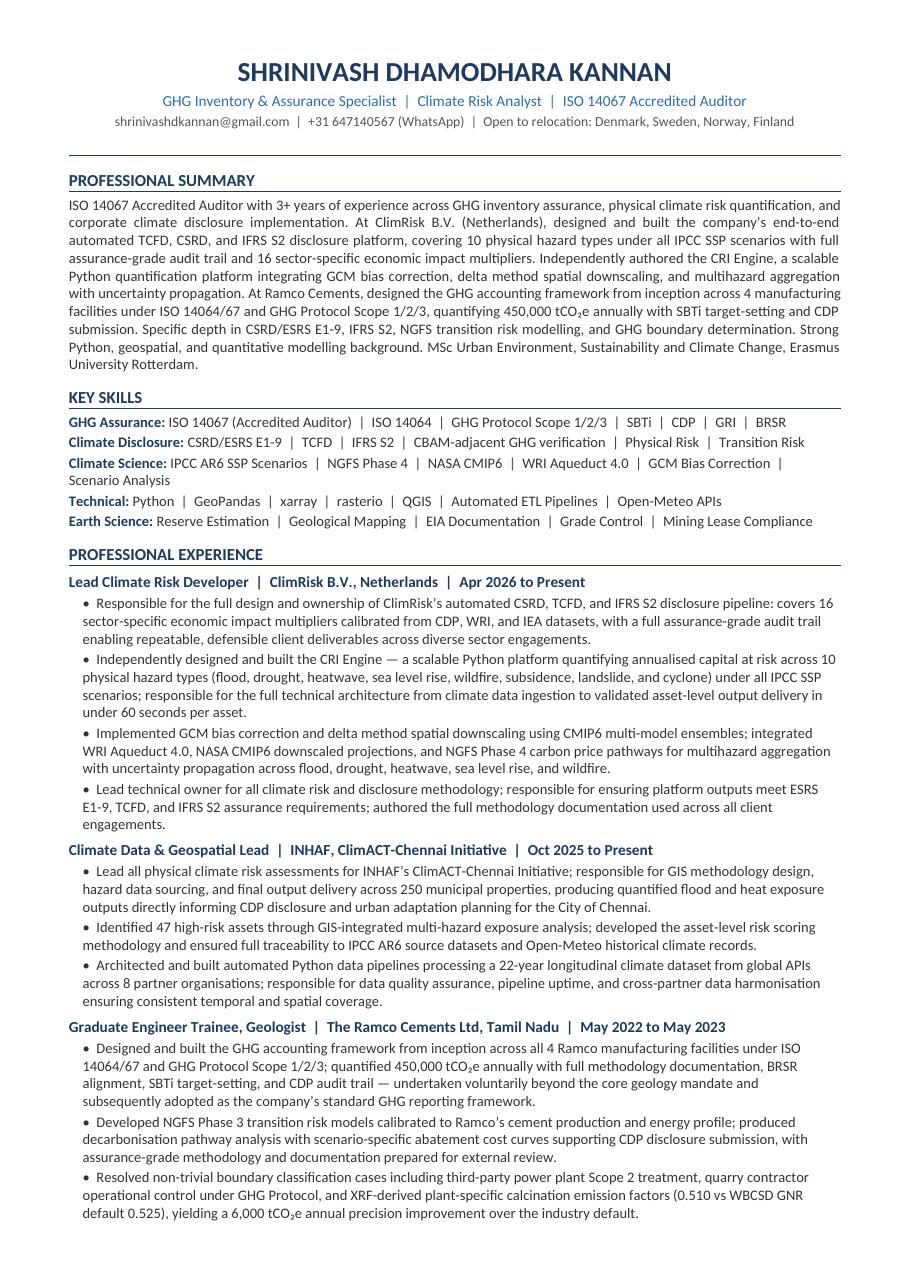 SHRINIVASH DHAMODHARA KANNAN
GHG Inventory & Assurance Specialist | Climate Risk Analyst | ISO 14067 Accredited Auditor
shrinivashdkannan@gmail.com | +31 647140567 (WhatsApp) | Open to relocation: Denmark, Sweden, Norway, Finland
PROFESSIONAL SUMMARY
ISO 14067 Accredited Auditor with 3+ years of experience across GHG inventory assurance, physical climate risk quantification, and
corporate climate disclosure implementation. At ClimRisk B.V. (Netherlands), designed and built the company's end-to-end
automated TCFD, CSRD, and IFRS S2 disclosure platform, covering 10 physical hazard types under all IPCC SSP scenarios with full
assurance-grade audit trail and 16 sector-specific economic impact multipliers. Independently authored the CRI Engine, a scalable
Python quantification platform integrating GCM bias correction, delta method spatial downscaling, and multihazard aggregation
with uncertainty propagation. At Ramco Cements, designed the GHG accounting framework from inception across 4 manufacturing
facilities under ISO 14064/67 and GHG Protocol Scope 1/2/3, quantifying 450,000 tCO₂e annually with SBTi target-setting and CDP
submission. Specific depth in CSRD/ESRS E1-9, IFRS S2, NGFS transition risk modelling, and GHG boundary determination. Strong
Python, geospatial, and quantitative modelling background. MSc Urban Environment, Sustainability and Climate Change, Erasmus
University Rotterdam.
KEY SKILLS
GHG Assurance: ISO 14067 (Accredited Auditor) | ISO 14064 | GHG Protocol Scope 1/2/3 | SBTi | CDP | GRI | BRSR
Climate Disclosure: CSRD/ESRS E1-9 | TCFD | IFRS S2 | CBAM-adjacent GHG verification | Physical Risk | Transition Risk
Climate Science: IPCC AR6 SSP Scenarios | NGFS Phase 4 | NASA CMIP6 | WRI Aqueduct 4.0 | GCM Bias Correction |
Scenario Analysis
Technical: Python | GeoPandas | xarray | rasterio | QGIS | Automated ETL Pipelines | Open-Meteo APIs
Earth Science: Reserve Estimation | Geological Mapping | EIA Documentation | Grade Control | Mining Lease Compliance
PROFESSIONAL EXPERIENCE
Lead Climate Risk Developer | ClimRisk B.V., Netherlands | Apr 2026 to Present
• Responsible for the full design and ownership of ClimRisk's automated CSRD, TCFD, and IFRS S2 disclosure pipeline: covers 16
sector-specific economic impact multipliers calibrated from CDP, WRI, and IEA datasets, with a full assurance-grade audit trail
enabling repeatable, defensible client deliverables across diverse sector engagements.
• Independently designed and built the CRI Engine — a scalable Python platform quantifying annualised capital at risk across 10
physical hazard types (flood, drought, heatwave, sea level rise, wildfire, subsidence, landslide, and cyclone) under all IPCC SSP
scenarios; responsible for the full technical architecture from climate data ingestion to validated asset-level output delivery in
under 60 seconds per asset.
• Implemented GCM bias correction and delta method spatial downscaling using CMIP6 multi-model ensembles; integrated
WRI Aqueduct 4.0, NASA CMIP6 downscaled projections, and NGFS Phase 4 carbon price pathways for multihazard aggregation
with uncertainty propagation across flood, drought, heatwave, sea level rise, and wildfire.
• Lead technical owner for all climate risk and disclosure methodology; responsible for ensuring platform outputs meet ESRS
E1-9, TCFD, and IFRS S2 assurance requirements; authored the full methodology documentation used across all client
engagements.
Climate Data & Geospatial Lead | INHAF, ClimACT-Chennai Initiative | Oct 2025 to Present
• Lead all physical climate risk assessments for INHAF's ClimACT-Chennai Initiative; responsible for GIS methodology design,
hazard data sourcing, and final output delivery across 250 municipal properties, producing quantified flood and heat exposure
outputs directly informing CDP disclosure and urban adaptation planning for the City of Chennai.
• Identified 47 high-risk assets through GIS-integrated multi-hazard exposure analysis; developed the asset-level risk scoring
methodology and ensured full traceability to IPCC AR6 source datasets and Open-Meteo historical climate records.
• Architected and built automated Python data pipelines processing a 22-year longitudinal climate dataset from global APIs
across 8 partner organisations; responsible for data quality assurance, pipeline uptime, and cross-partner data harmonisation
ensuring consistent temporal and spatial coverage.
Graduate Engineer Trainee, Geologist | The Ramco Cements Ltd, Tamil Nadu | May 2022 to May 2023
• Designed and built the GHG accounting framework from inception across all 4 Ramco manufacturing facilities under ISO
14064/67 and GHG Protocol Scope 1/2/3; quantified 450,000 tCO₂e annually with full methodology documentation, BRSR
alignment, SBTi target-setting, and CDP audit trail — undertaken voluntarily beyond the core geology mandate and
subsequently adopted as the company's standard GHG reporting framework.
• Developed NGFS Phase 3 transition risk models calibrated to Ramco's cement production and energy profile; produced
decarbonisation pathway analysis with scenario-specific abatement cost curves supporting CDP disclosure submission, with
assurance-grade methodology and documentation prepared for external review.
• Resolved non-trivial boundary classification cases including third-party power plant Scope 2 treatment, quarry contractor
operational control under GHG Protocol, and XRF-derived plant-specific calcination emission factors (0.510 vs WBCSD GNR
default 0.525), yielding a 6,000 tCO₂e annual precision improvement over the industry default.